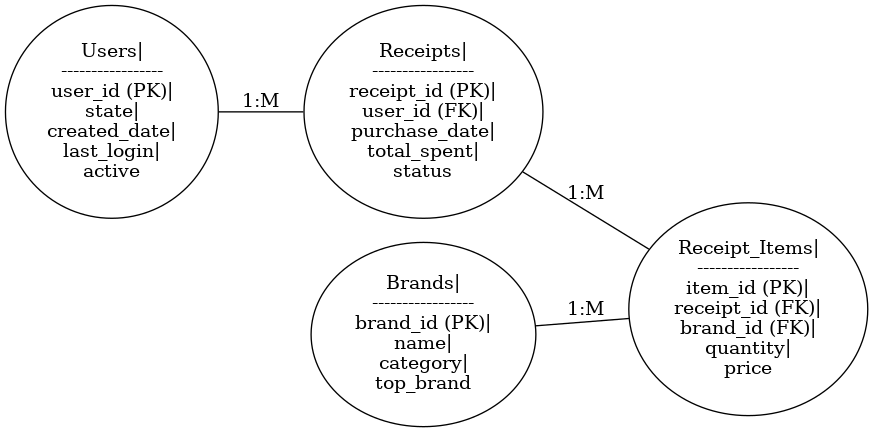 Users|
-----------------
user_id (PK)|
state|
created_date|
last_login|
active
1:M
Receipts|
-----------------
receipt_id (PK)|
user_id (FK)|
purchase_date|
total_spent|
status
1:M
Brands|
-----------------
brand_id (PK)|
name|
category|
top_brand
1:M
Receipt_Items|
-----------------
item_id (PK)|
receipt_id (FK)|
brand_id (FK)|
quantity|
price